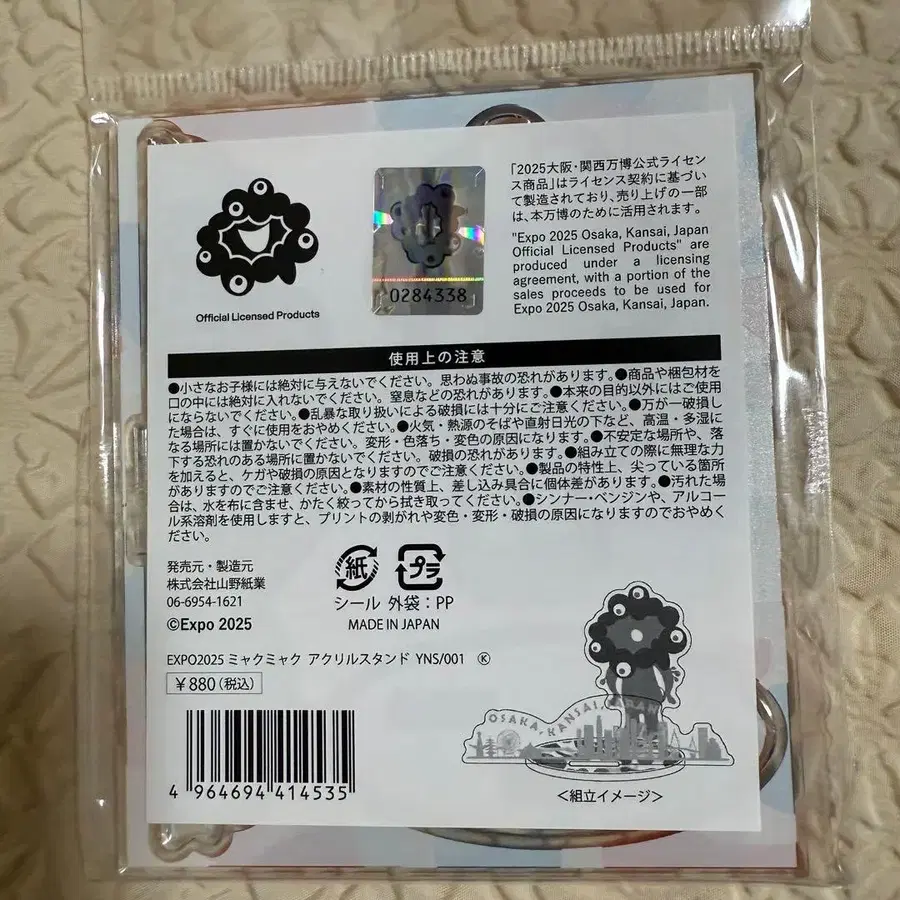 Official Licensed Products
0284338
「2025大阪・関西万博公式ライセン
ス商品」はライセンス契約に基づい
て製造されており、売り上げの一部
は、本万博のために活用されます。
"Expo 2025 Osaka, Kansai, Japan
Official Licensed Products" are
produced under a licensing
agreement, with a portion of the
sales proceeds to be used for
Expo 2025 Osaka, Kansai, Japan.
使用上の注意
●小さなお子様には絶対に与えないでください。思わぬ事故の恐れがあります。●商品や梱包材を
口の中には絶対に入れないでください。窒息などの恐れがあります。●本来の目的以外にはご使用
にならないでください。●乱暴な取り扱いによる破損には十分にご注意ください。●万が一破損し
た場合は、すぐに使用をおやめください。●火気・熱源のそばや直射日光の下など、高温・多湿に
なる場所には置かないでください。変形・色落ち・変色の原因になります。●不安定な場所や、落
下する恐れのある場所に置かないでください。破損の恐れがあります。●組み立ての際に無理な力
を加えると、ケガや破損の原因となりますのでご注意ください。●製品の特性上、尖っている箇所
がありますのでご注意ください。●素材の性質上、差し込み具合に個体差があります。●汚れた場合
は、水を布に含ませ、かたく絞ってから拭き取ってください。●シンナー・ベンジンや、アルコー
ル系溶剤を使用しますと、プリントの剥がれや変色・変形・破損の原因になりますのでおやめくだ
さい。
発売元・製造元
株式会社山野紙業
06-6954-1621
©Expo 2025
紙 プラ
シール 外袋：PP
MADE IN JAPAN
EXPO2025 ミャクミャク アクリルスタンド YNS/001 Ⓚ
￥880(税込)
4 964694 414535
OSAKA, KANSAI, JAPAN
＜組立イメージ＞